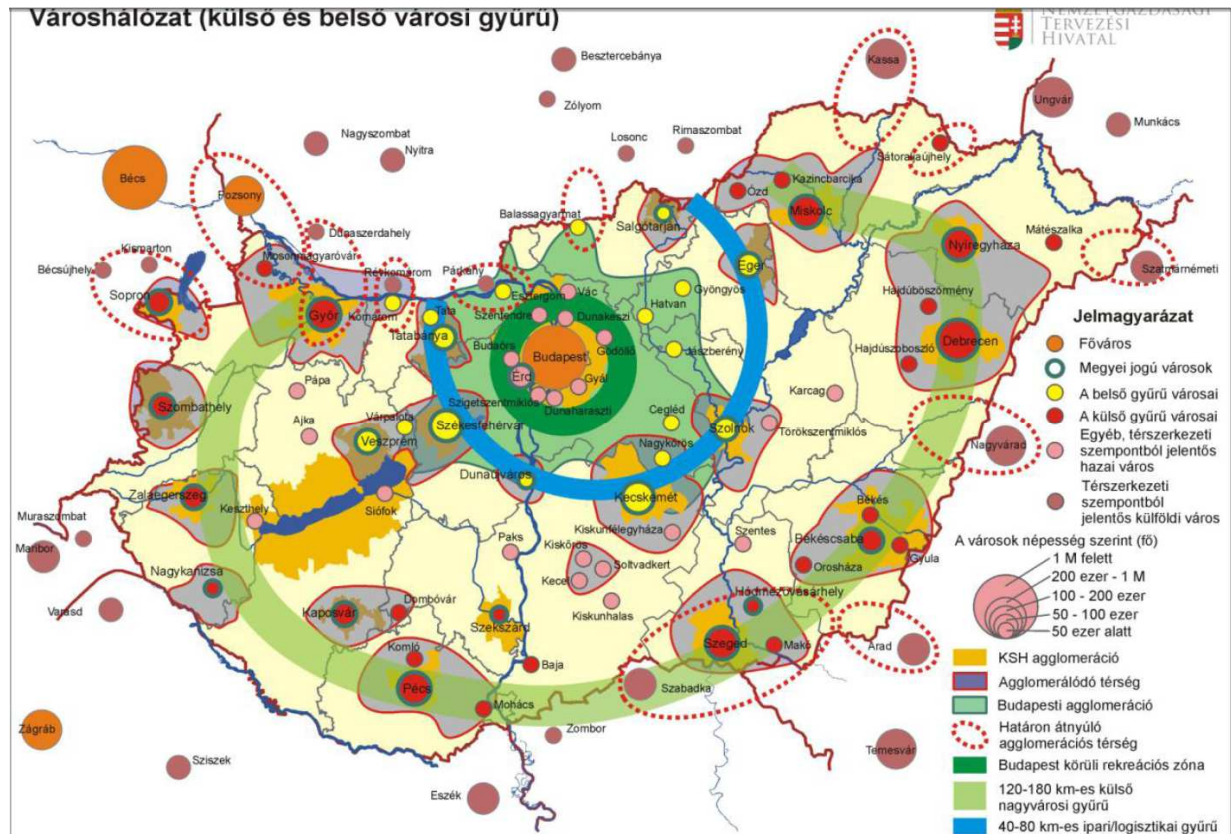 Városhálózat (külső és belső városi gyűrű)
NEMZETGAZDASÁGI
TERVEZÉSI
HIVATAL
Besztercebánya
Kassa
Zólyom
Ungvár
Munkács
Nagyszombat
Nyitra
Losonc
Rimaszombat
Sátoraljaújhely
Bécs
Pozsony
Ózd
Kazincbarcika
Miskolc
Balassagyarmat
Salgótarján
Dunaszerdahely
Kismarton
Bécsújhely
Mosonmagyaróvár
Révkomárom
Párkány
Mátészalka
Nyíregyháza
Szatmárnémeti
Eger
Sopron
Esztergom
Vác
Gyöngyös
Hatvan
Győr
Komárom
Tata
Szentendre
Dunakeszi
Hajdúböszörmény
Tatabánya
Budaörs
Budapest
Gödöllő
Jászberény
Debrecen
Hajdúszoboszló
Érd
Gyál
Pápa
Szigetszentmiklós
Dunaharaszti
Karcag
Szombathely
Ajka
Várpalota
Székesfehérvár
Cegléd
Veszprém
Szolnok
Törökszentmiklós
Nagykőrös
Nagyvárad
Dunaújváros
Zalaegerszeg
Keszthely
Siófok
Kecskemét
Békés
Muraszombat
Maribor
Kiskunfélegyháza
Szentes
Békéscsaba
Paks
Kiskőrös
Soltvadkert
Gyula
Orosháza
Nagykanizsa
Kecel
Kiskunhalas
Hódmezővásárhely
Varasd
Kaposvár
Dombóvár
Szekszárd
Szeged
Makó
Arad
Komló
Baja
Pécs
Szabadka
Mohács
Zágráb
Zombor
Temesvár
Sziszek
Eszék
Jelmagyarázat
Főváros
Megyei jogú városok
A belső gyűrű városai
A külső gyűrű városai
Egyéb, térszerkezeti
szempontból jelentős
hazai város
Térszerkezeti
szempontból
jelentős külföldi város
A városok népesség szerint (fő)
1 M felett
200 ezer - 1 M
100 - 200 ezer
50 - 100 ezer
50 ezer alatt
KSH agglomeráció
Agglomerálódó térség
Budapesti agglomeráció
Határon átnyúló
agglomerációs térség
Budapest körüli rekreációs zóna
120-180 km-es külső
nagyvárosi gyűrű
40-80 km-es ipari/logisztikai gyűrű